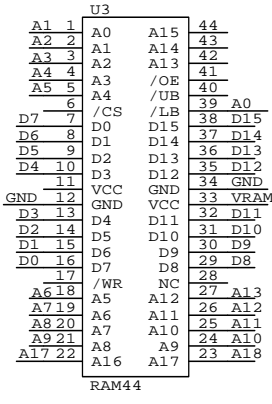 U3
A1 1 A0 A15 44
A2 2 A1 A14 43
A3 3 A2 A13 42
A4 4 A3 /OE 41
A5 5 A4 /UB 40
6 /CS /LB 39 A0
D7 7 D0 D15 38 D15
D6 8 D1 D14 37 D14
D5 9 D2 D13 36 D13
D4 10 D3 D12 35 D12
11 VCC GND 34 GND
GND 12 GND VCC 33 VRAM
D3 13 D4 D11 32 D11
D2 14 D5 D10 31 D10
D1 15 D6 D9 30 D9
D0 16 D7 D8 29 D8
17 /WR NC 28
A6 18 A5 A12 27 A13
A7 19 A6 A11 26 A12
A8 20 A7 A10 25 A11
A9 21 A8 A9 24 A10
A17 22 A16 A17 23 A18
RAM44